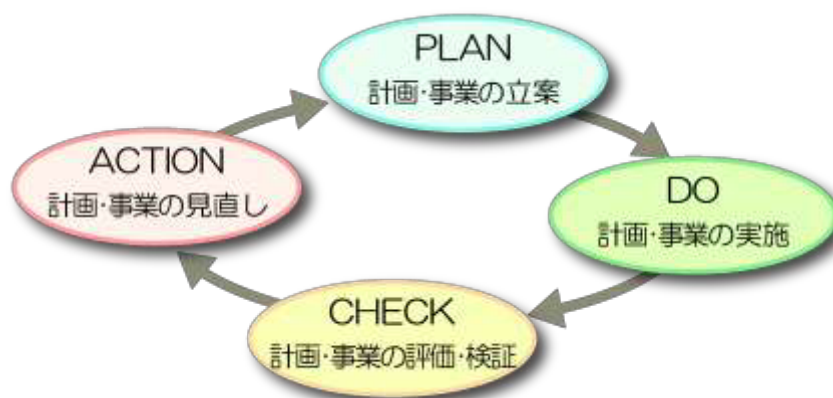 PLAN
計画・事業の立案
DO
計画・事業の実施
CHECK
計画・事業の評価・検証
ACTION
計画・事業の見直し